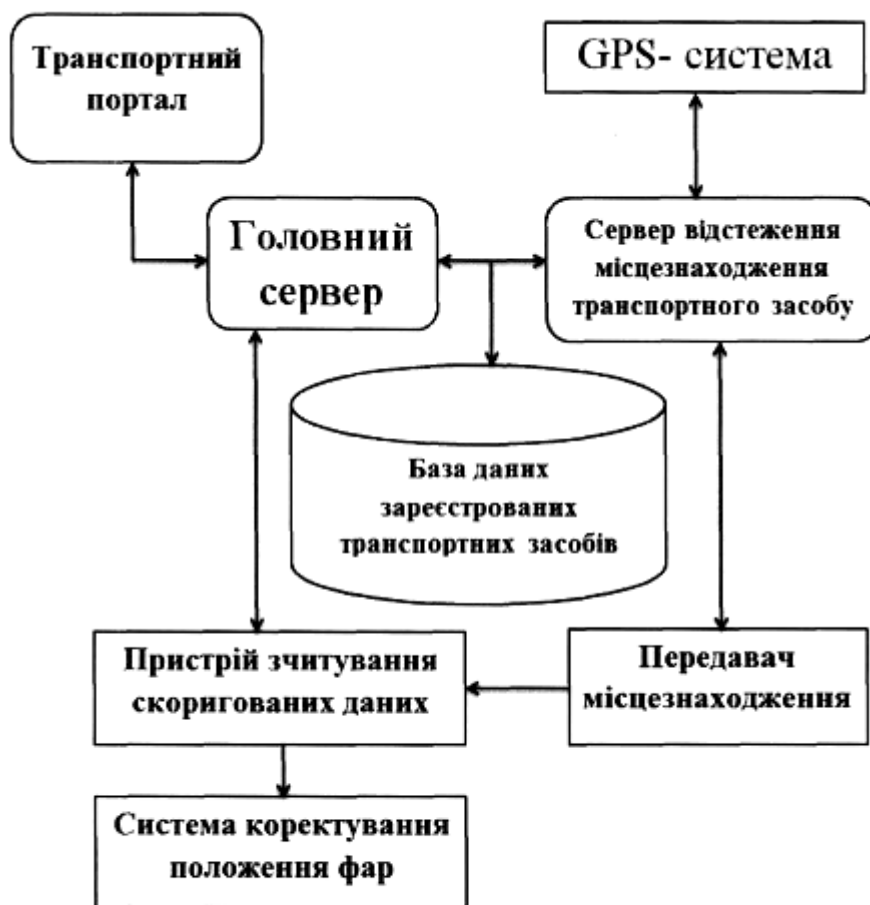 Транспортний
портал
GPS- система
Головний
сервер
Сервер відстеження
місцезнаходження
транспортного засобу
База даних
зареєстрованих
транспортних засобів
Пристрій зчитування
скоригованих даних
Передавач
місцезнаходження
Система коректування
положення фар